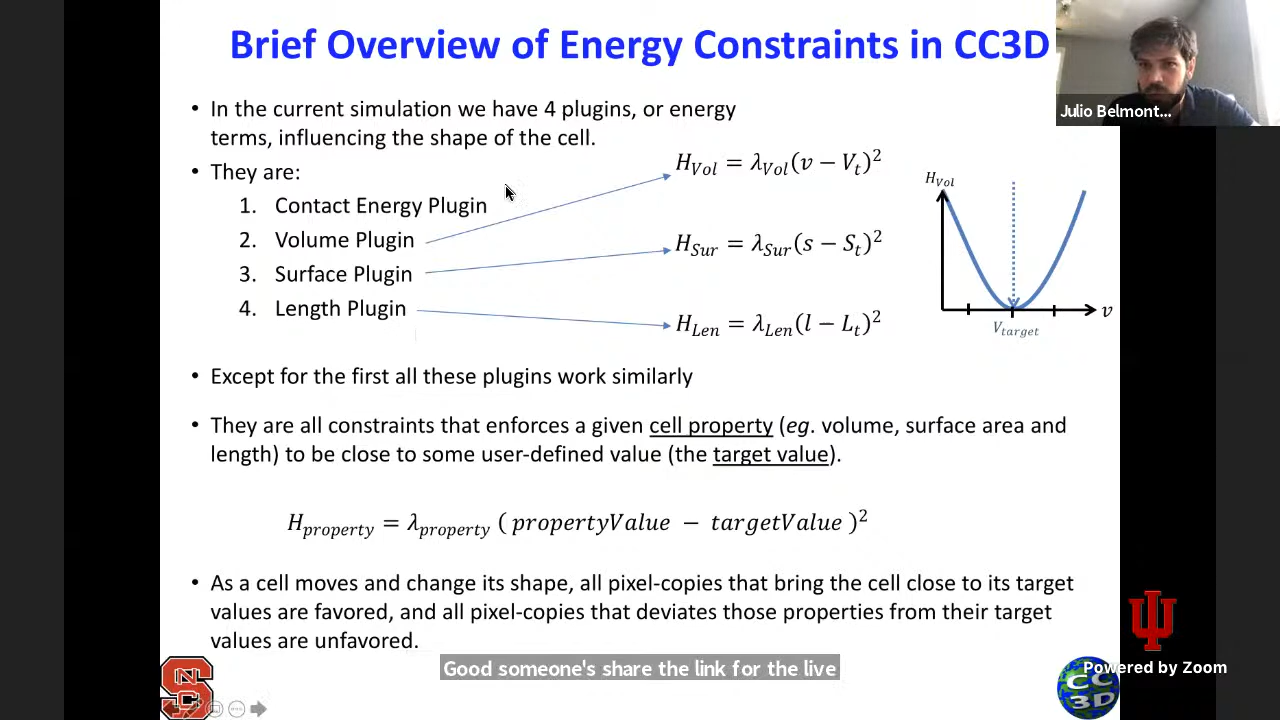 Brief Overview of Energy Constraints in CC3D
Julio Belmont...
• In the current simulation we have 4 plugins, or energy
terms, influencing the shape of the cell.
• They are:
1. Contact Energy Plugin
2. Volume Plugin
3. Surface Plugin
4. Length Plugin
H_Vol = λ_Vol(v − V_t)^2
H_Sur = λ_Sur(s − S_t)^2
H_Len = λ_Len(l − L_t)^2
H_Vol
v
V_target
• Except for the first all these plugins work similarly
• They are all constraints that enforces a given cell property (eg. volume, surface area and
length) to be close to some user-defined value (the target value).
H_property = λ_property ( propertyValue − targetValue )^2
• As a cell moves and change its shape, all pixel-copies that bring the cell close to its target
values are favored, and all pixel-copies that deviates those properties from their target
values are unfavored.
Good someone's share the link for the live
Powered by Zoom
S
CC
3D